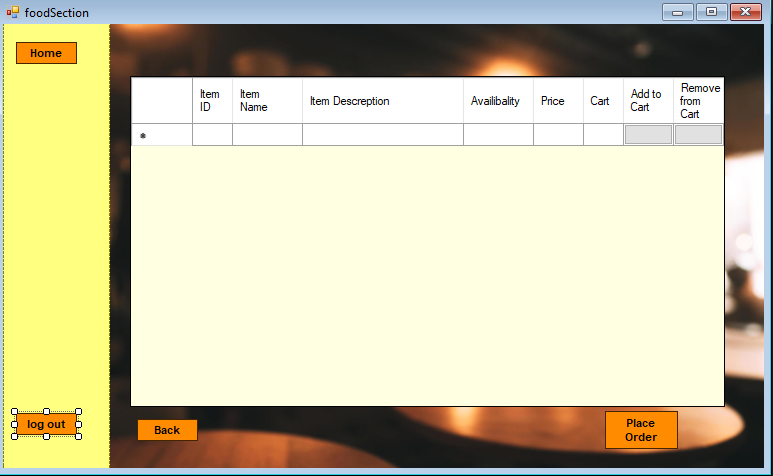 foodSection
Home
Item
ID
Item
Name
Item Descreption
Availibality
Price
Cart
Add to
Cart
Remove
from
Cart
log out
Back
Place
Order